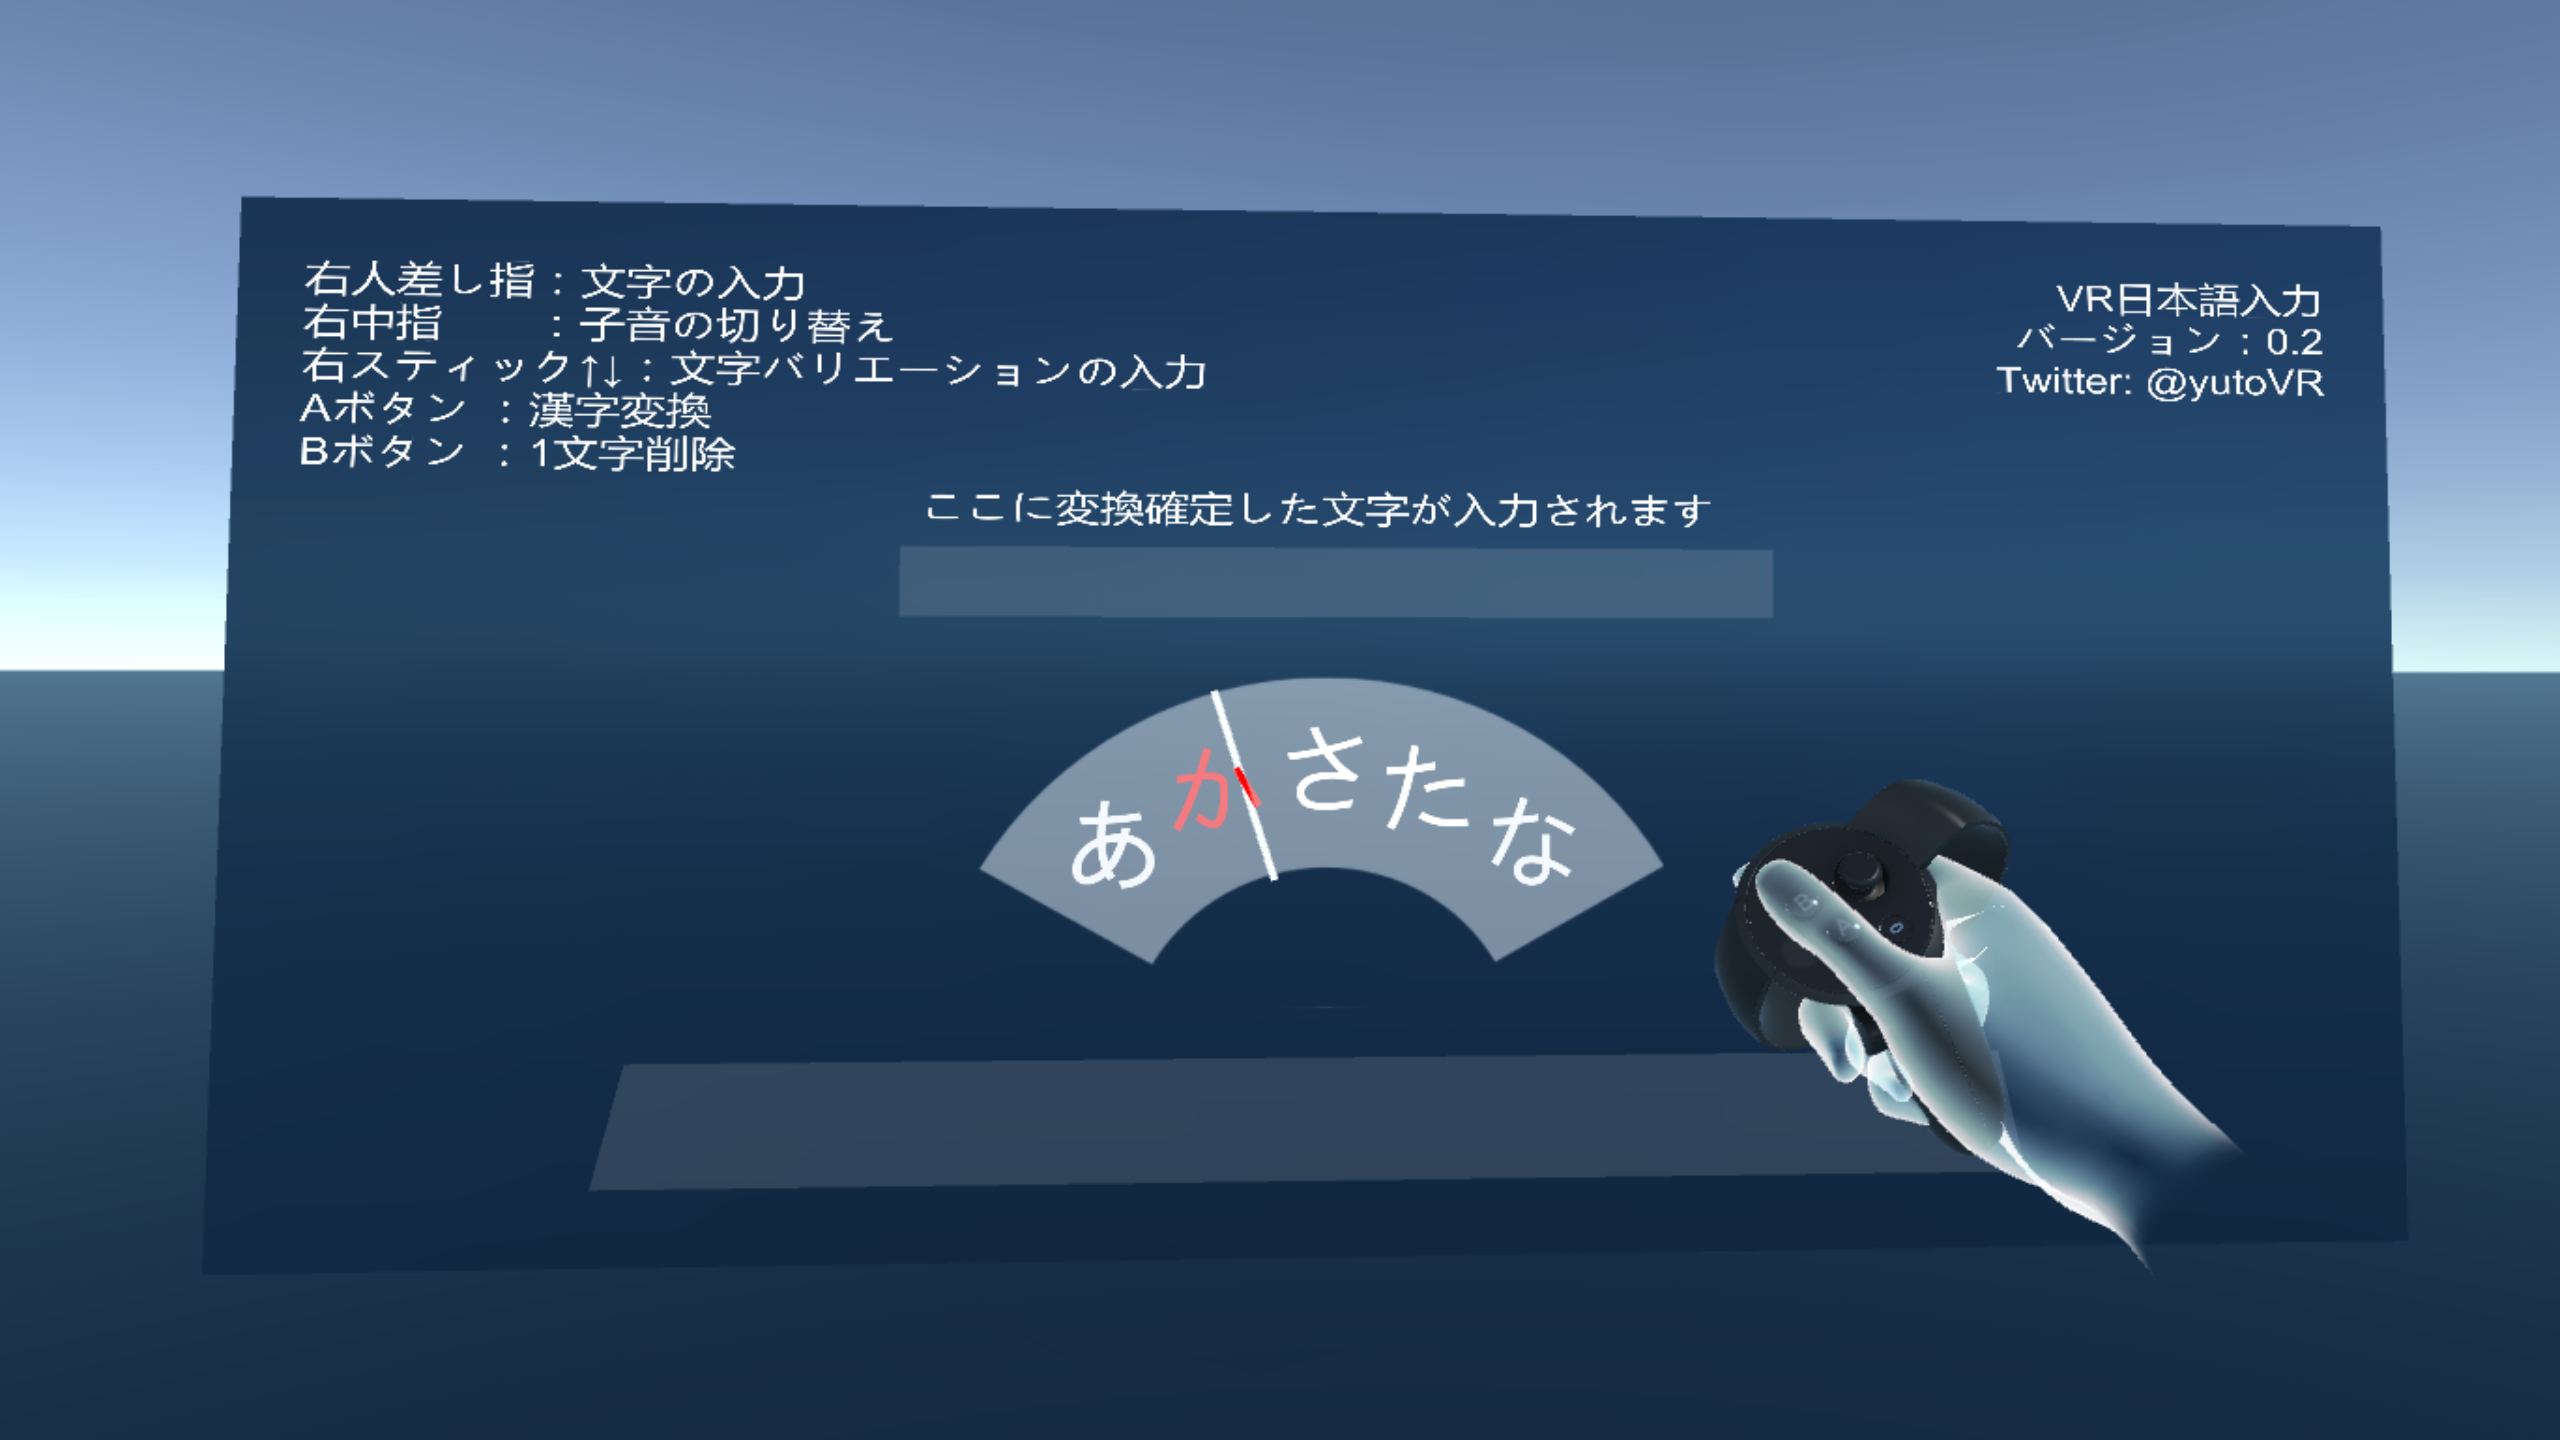 右人差し指：文字の入力
右中指　　：子音の切り替え
右スティック↑↓：文字バリエーションの入力
Aボタン ：漢字変換
Bボタン ：1文字削除
VR日本語入力
バージョン：0.2
Twitter: @yutoVR
ここに変換確定した文字が入力されます
あかさたな
B
A